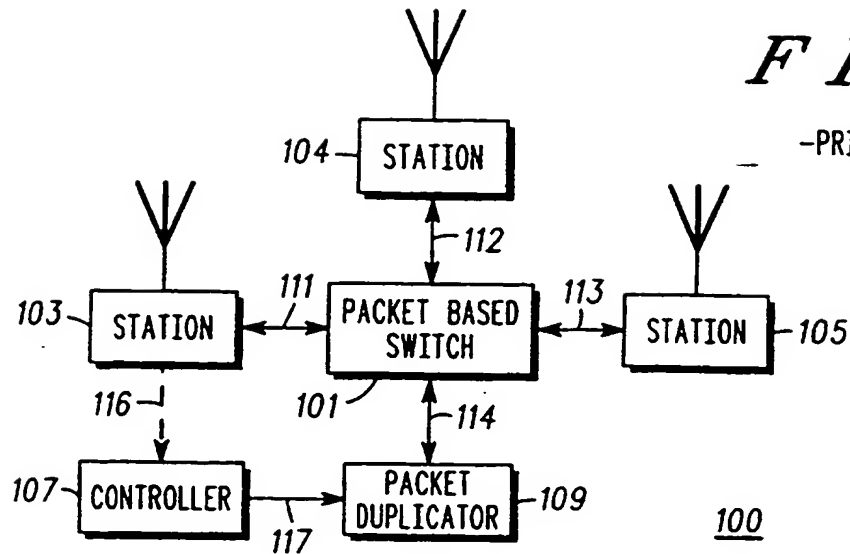 F
-PRI
104
STATION
112
103
STATION
111
PACKET BASED
SWITCH
113
STATION
105
116
101
114
107
CONTROLLER
117
PACKET
DUPLICATOR
109
100